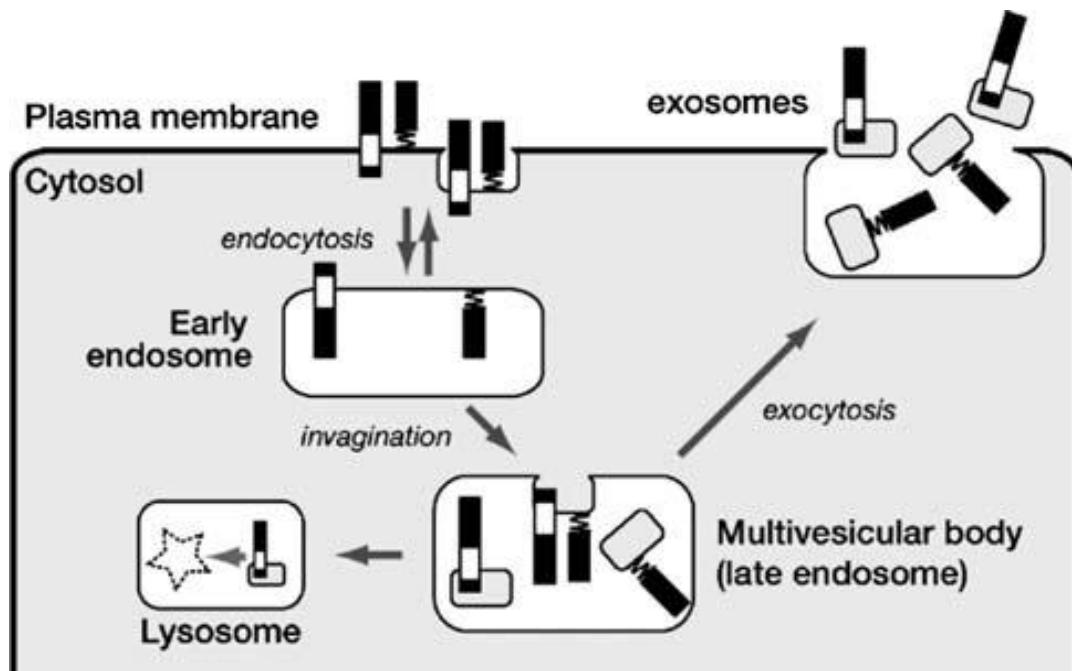 Plasma membrane
exosomes
Cytosol
endocytosis
Early
endosome
invagination
exocytosis
Multivesicular body
(late endosome)
Lysosome